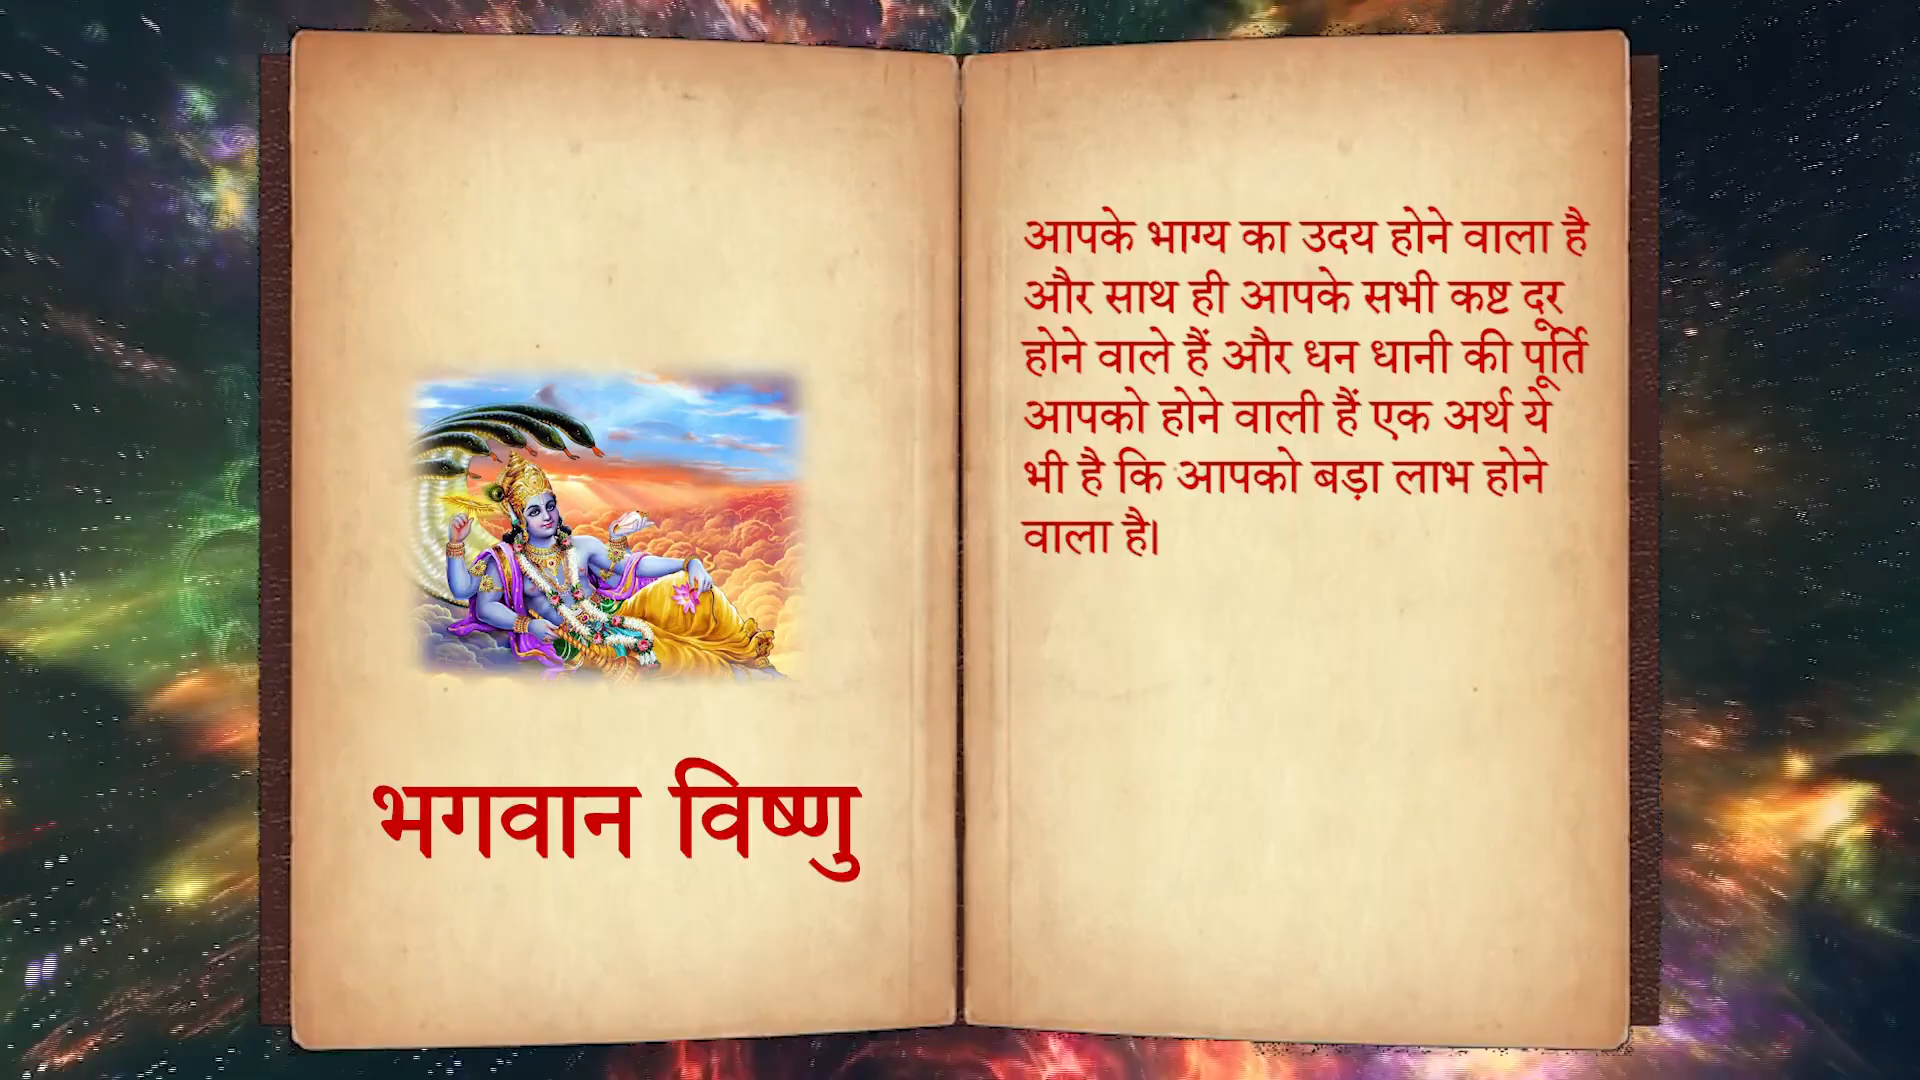 भगवान विष्णु
आपके भाग्य का उदय होने वाला है
और साथ ही आपके सभी कष्ट दूर
होने वाले हैं और धन धानी की पूर्ति
आपको होने वाली हैं एक अर्थ ये
भी है कि आपको बड़ा लाभ होने
वाला है।